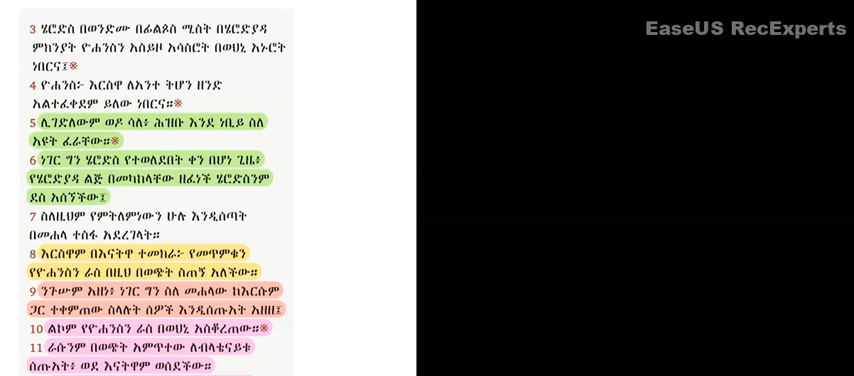 EaseUS RecExperts
3 ሄሮድስ በወንድሙ በፊልጶስ ሚስት በሄሮድያዳ
ምክንያት ዮሐንስን አስይዞ አሳስሮት በወህኒ አኑሮት
ነበርና፤※
4 ዮሐንስ፦ እርስዋ ለአንተ ትሆን ዘንድ
አልተፈቀደም ይለው ነበርና።※
5 ሊገድለውም ወዶ ሳለ፥ ሕዝቡ እንደ ነቢይ ስለ
አዩት ፈራቸው።※
6 ነገር ግን ሄሮድስ የተወለደበት ቀን በሆነ ጊዜ፥
የሄሮድያዳ ልጅ በመካከላቸው ዘፈነች ሄሮድስንም
ደስ አሰኘችው፤
7 ስለዚህም የምትለምነውን ሁሉ እንዲሰጣት
በመሐላ ተስፋ አደረገላት።
8 እርስዋም በእናትዋ ተመክራ፦ የመጥምቁን
የዮሐንስን ራስ በዚህ በወጭት ስጠኝ አለችው።
9 ንጉሡም አዘነ፥ ነገር ግን ስለ መሐላው ከእርሱም
ጋር ተቀምጠው ስላሉት ሰዎች እንዲሰጡአት አዘዘ፤
10 ልኮም የዮሐንስን ራስ በወህኒ አስቆረጠው።※
11 ራሱንም በወጭት አምጥተው ለብላቴናይቱ
ሰጡአት፥ ወደ እናትዋም ወሰደችው።